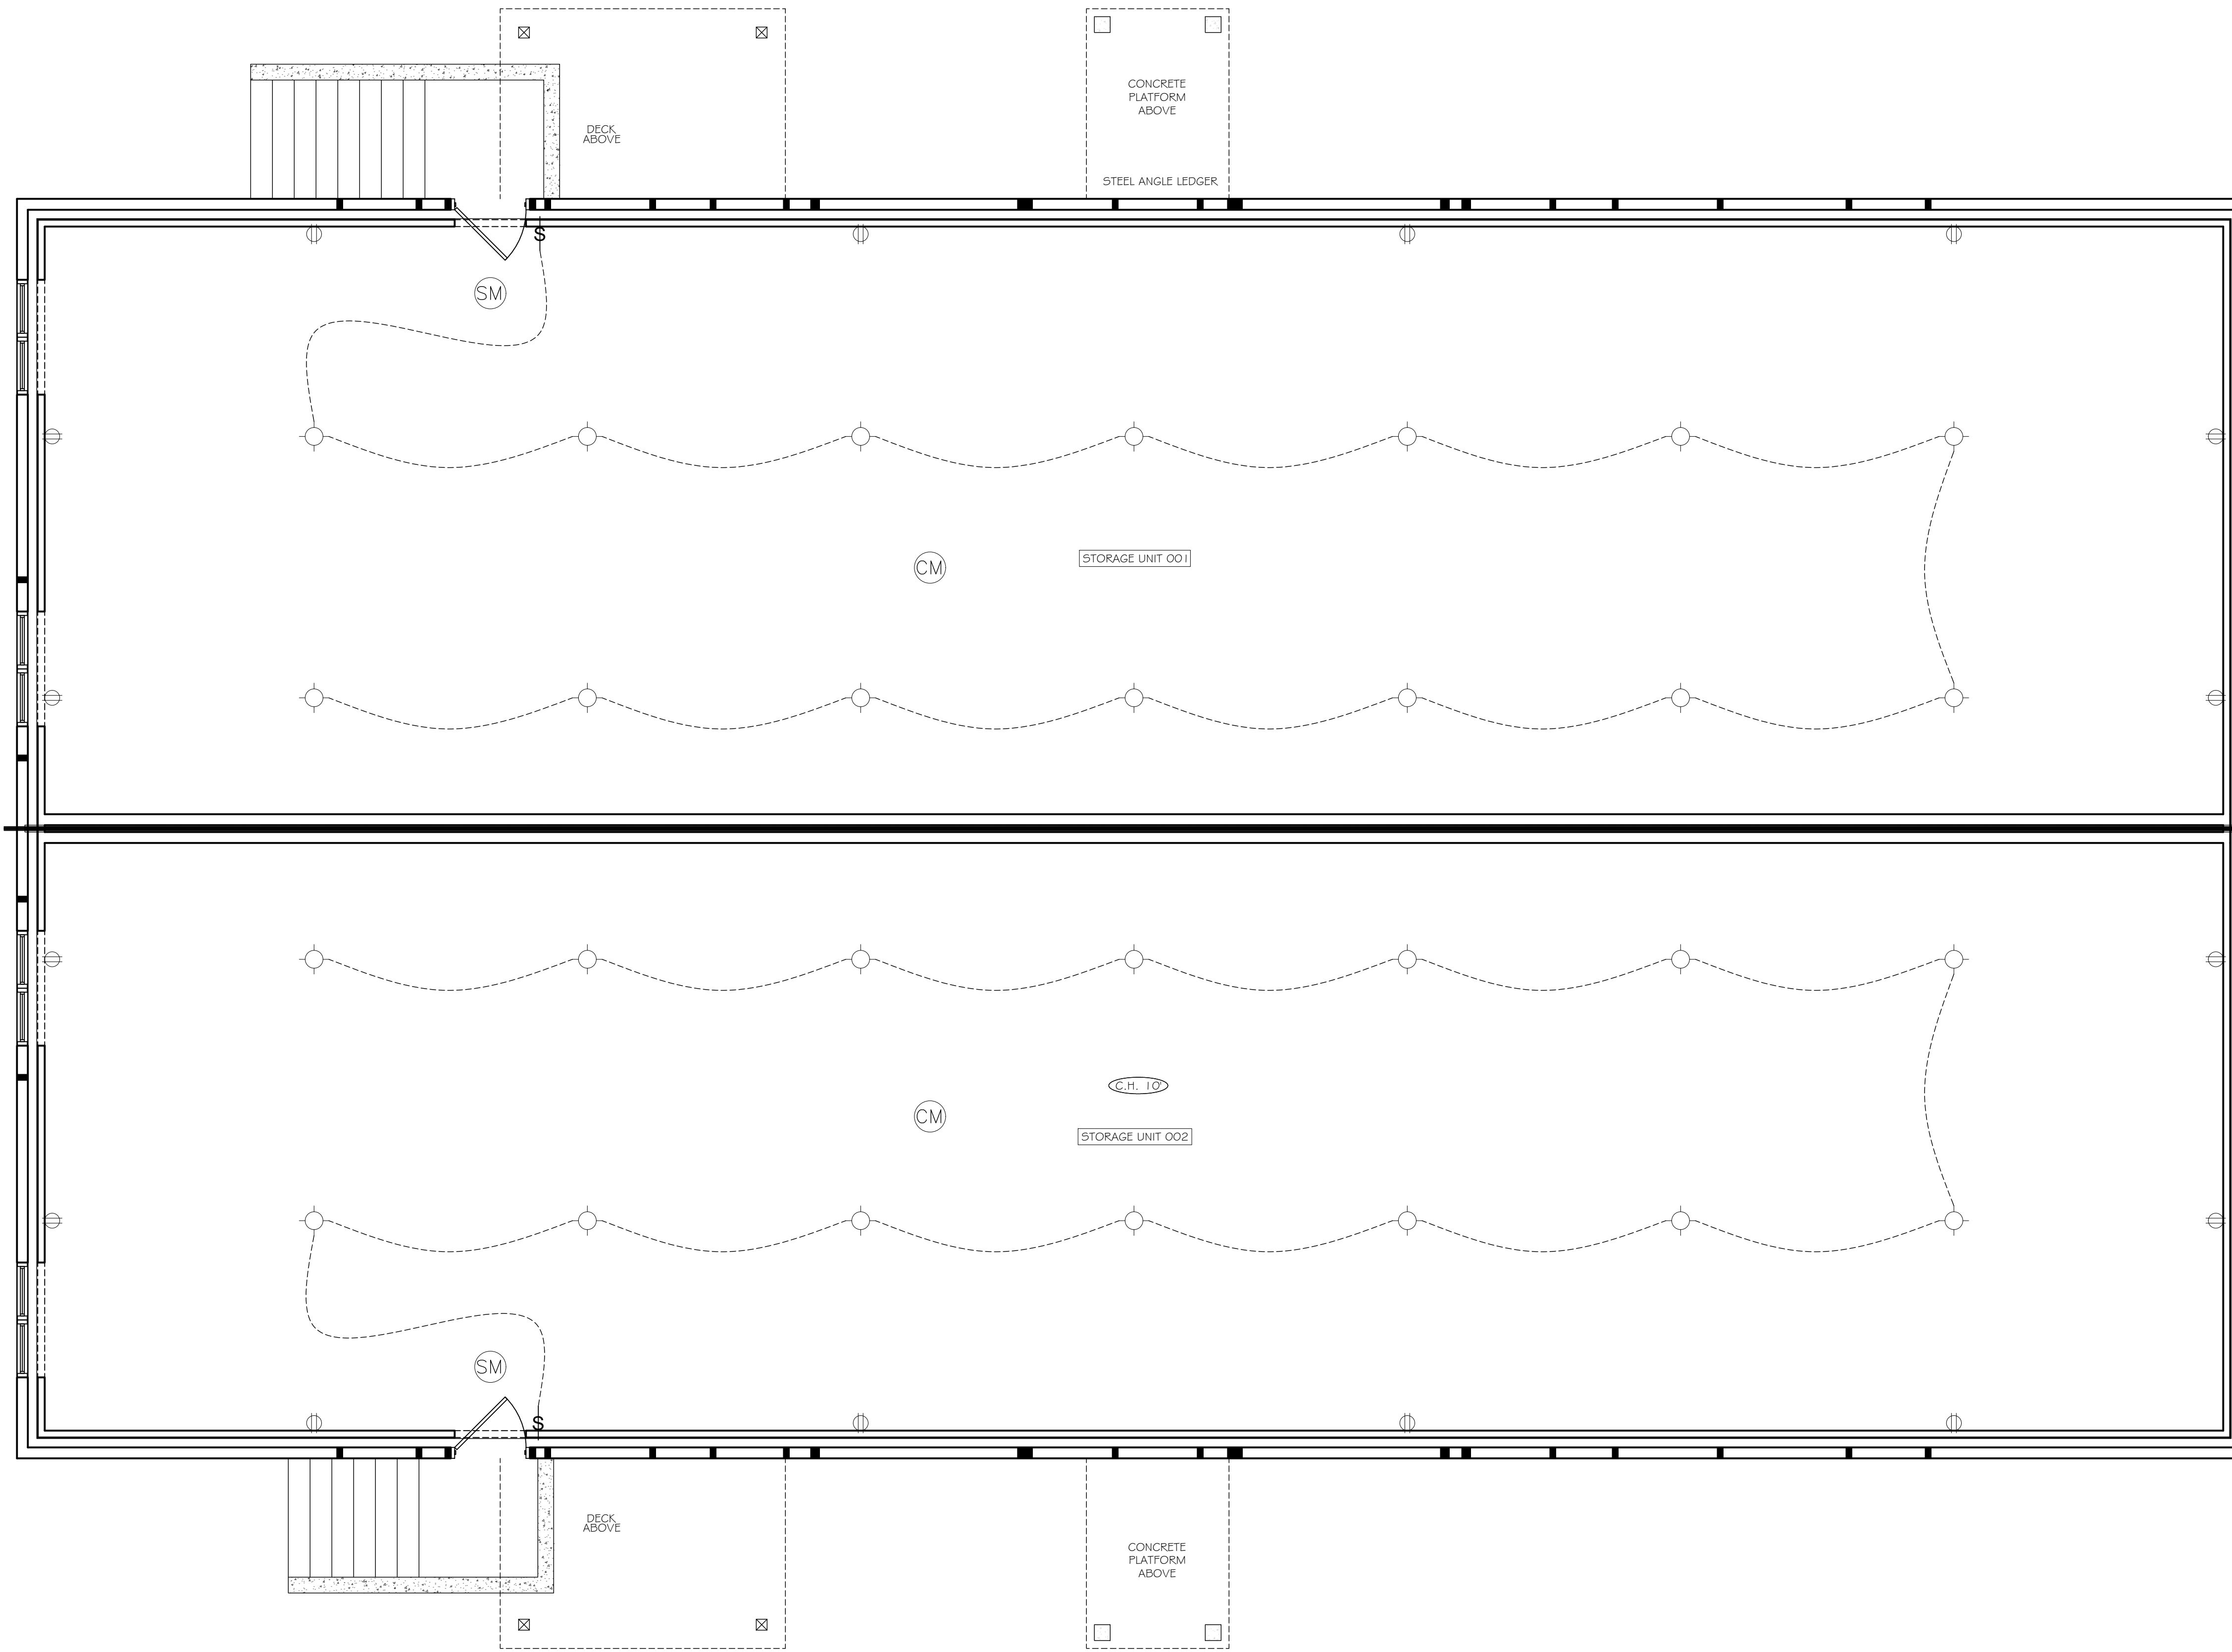 CONCRETE
PLATFORM
ABOVE
DECK
ABOVE
STEEL ANGLE LEDGER
S
SM
STORAGE UNIT 001
CM
C.H. 10'
CM
STORAGE UNIT 002
SM
S
DECK
ABOVE
CONCRETE
PLATFORM
ABOVE